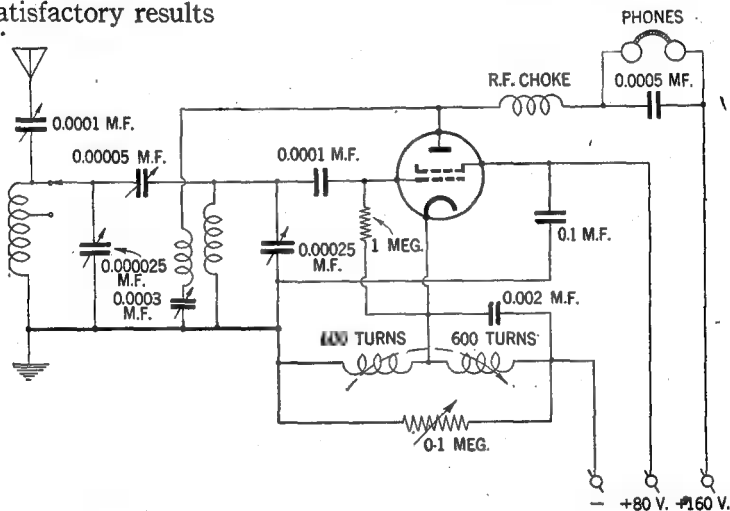 atisfactory results
PHONES
R.F. CHOKE
0.0005 MF.
0.0001 M.F.
0.00005 M.F.
0.0001 M.F.
0.1 M.F.
1 MEG.
0.00025
M.F.
0.000025
M.F.
0.0003
M.F.
0.002 M.F.
TURNS
600 TURNS
0-1 MEG.
– +80 V. +160 V.